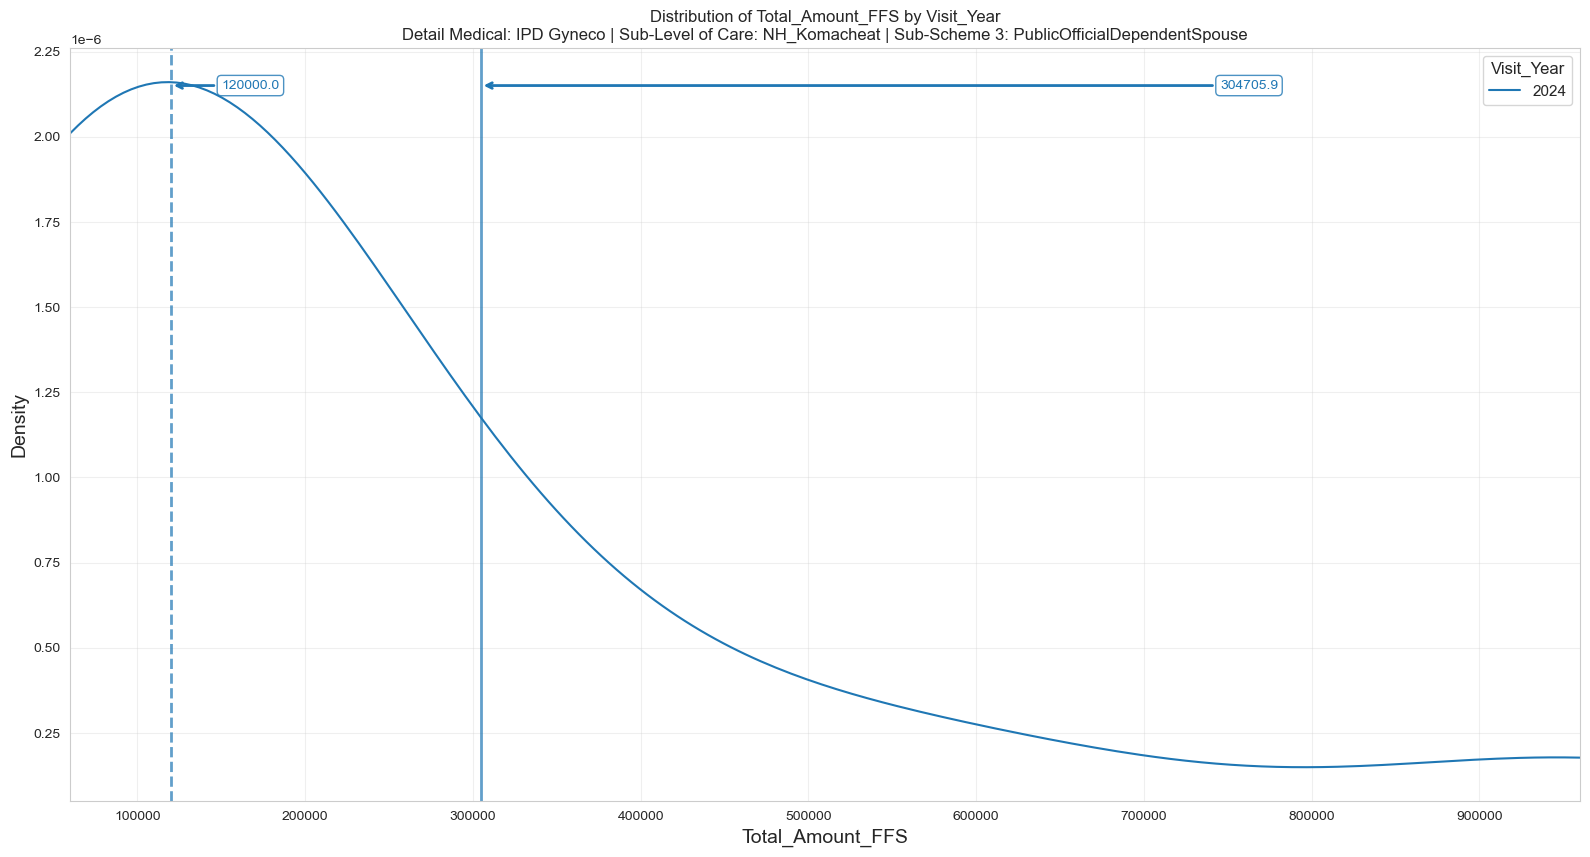 Distribution of Total_Amount_FFS by Visit_Year
Detail Medical: IPD Gyneco | Sub-Level of Care: NH_Komacheat | Sub-Scheme 3: PublicOfficialDependentSpouse
1e−6
2.25
2.00
1.75
1.50
1.25
1.00
0.75
0.50
0.25
Density
120000.0
304705.9
Visit_Year
2024
100000 200000 300000 400000 500000 600000 700000 800000 900000
Total_Amount_FFS